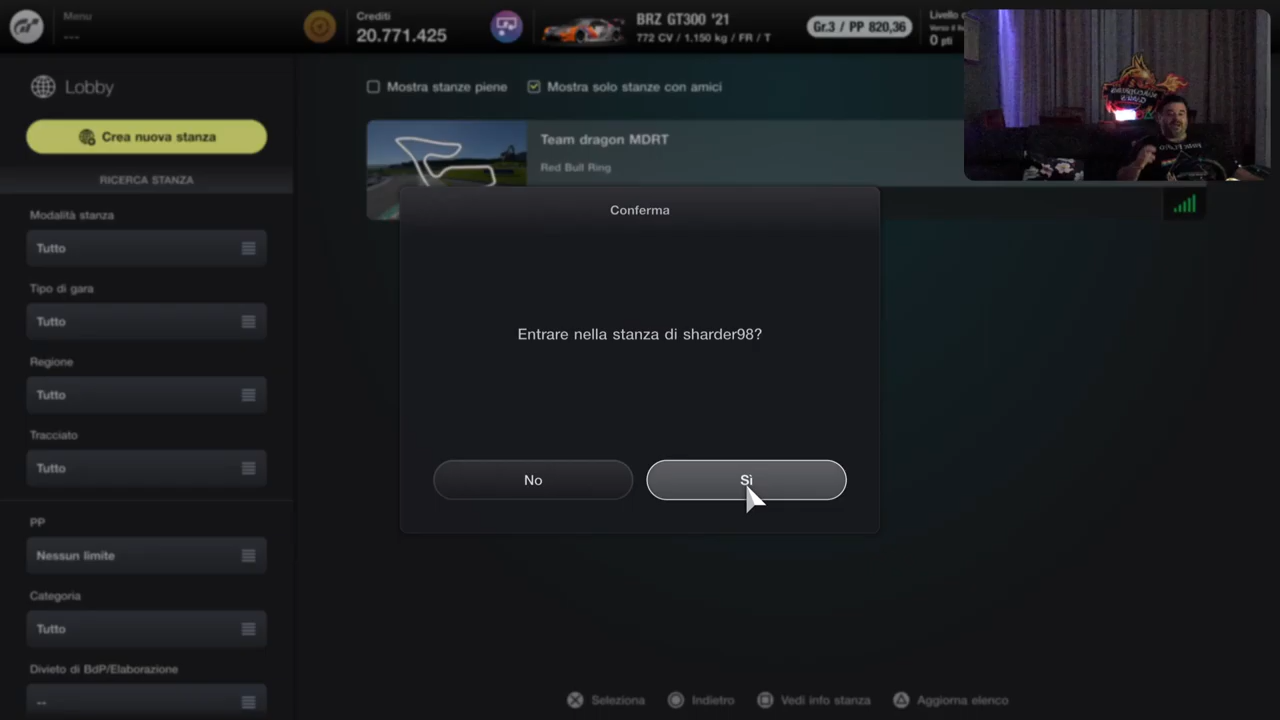 Menu
---
Crediti
20.771.425
BRZ GT300 '21
772 CV / 1.150 kg / FR / T
Gr.3 / PP 820,36
Livello
0 pti
Lobby
Mostra stanze piene
Mostra solo stanze con amici
Crea nuova stanza
RICERCA STANZA
Team dragon MDRT
Red Bull Ring
Modalità stanza
Tutto
Tipo di gara
Tutto
Regione
Tutto
Tracciato
Tutto
PP
Nessun limite
Categoria
Tutto
Divieto di BdP/Elaborazione
--
Conferma
Entrare nella stanza di sharder98?
No
Sì
Seleziona
Indietro
Vedi info stanza
Aggiorna elenco